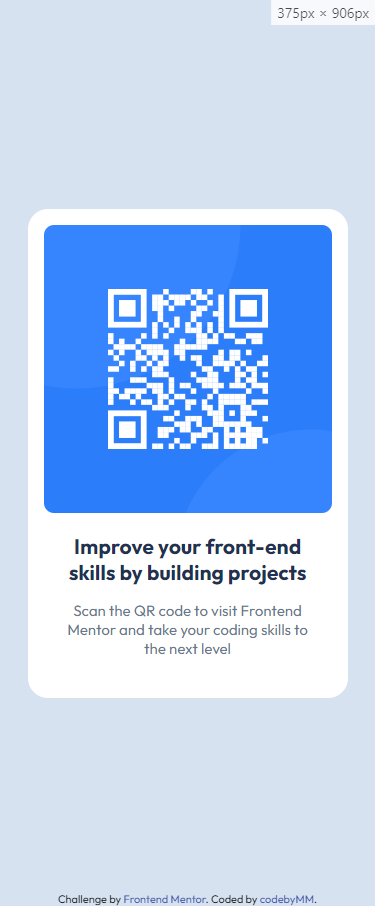 375px × 906px
Improve your front-end
skills by building projects
Scan the QR code to visit Frontend
Mentor and take your coding skills to
the next level
Challenge by Frontend Mentor. Coded by codebyMM.